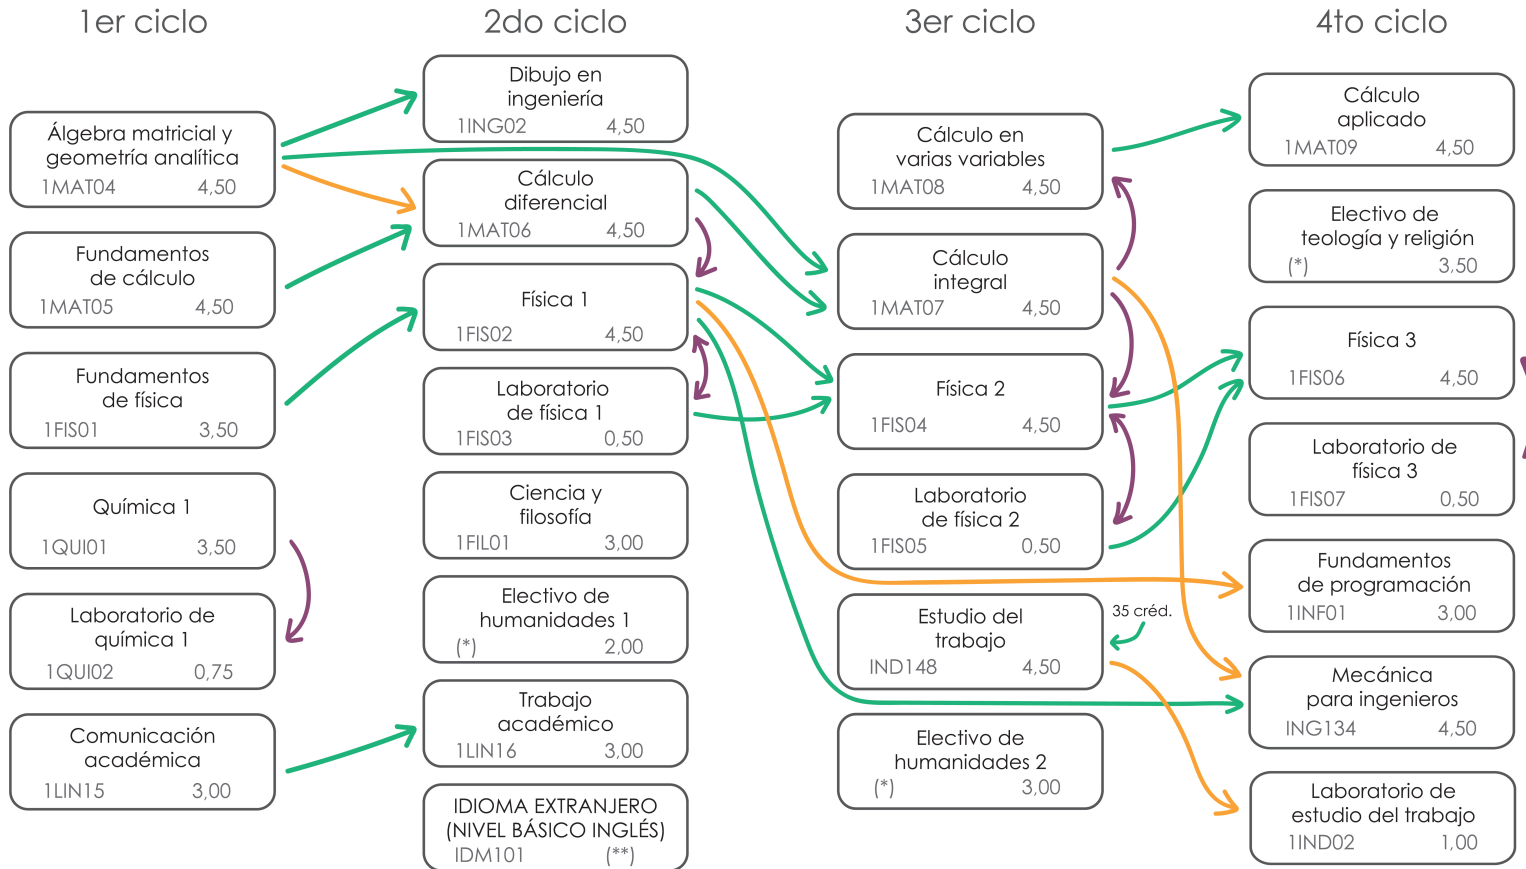 1er ciclo
Álgebra matricial y
geometría analítica
1MAT04 4,50
Fundamentos
de cálculo
1MAT05 4,50
Fundamentos
de física
1FIS01 3,50
Química 1
1QUI01 3,50
Laboratorio de
química 1
1QUI02 0,75
Comunicación
académica
1LIN15 3,00
2do ciclo
Dibujo en
ingeniería
1ING02 4,50
Cálculo
diferencial
1MAT06 4,50
Física 1
1FIS02 4,50
Laboratorio
de física 1
1FIS03 0,50
Ciencia y
filosofía
1FIL01 3,00
Electivo de
humanidades 1
(*) 2,00
Trabajo
académico
1LIN16 3,00
IDIOMA EXTRANJERO
(NIVEL BÁSICO INGLÉS)
IDM101 (**)
3er ciclo
Cálculo en
varias variables
1MAT08 4,50
Cálculo
integral
1MAT07 4,50
Física 2
1FIS04 4,50
Laboratorio
de física 2
1FIS05 0,50
Estudio del
trabajo
IND148 4,50
35 créd.
Electivo de
humanidades 2
(*) 3,00
4to ciclo
Cálculo
aplicado
1MAT09 4,50
Electivo de
teología y religión
(*) 3,50
Física 3
1FIS06 4,50
Laboratorio de
física 3
1FIS07 0,50
Fundamentos
de programación
1INF01 3,00
Mecánica
para ingenieros
ING134 4,50
Laboratorio de
estudio del trabajo
1IND02 1,00